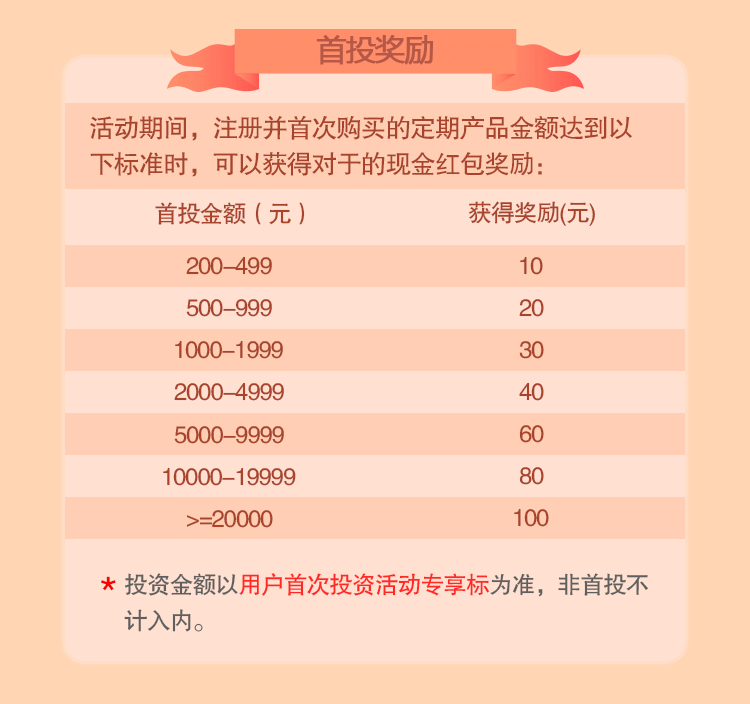 首投奖励
活动期间，注册并首次购买的定期产品金额达到以
下标准时，可以获得对于的现金红包奖励：
首投金额（元） 获得奖励(元)
200–499 10
500–999 20
1000–1999 30
2000–4999 40
5000–9999 60
10000–19999 80
>=20000 100
* 投资金额以用户首次投资活动专享标为准，非首投不
计入内。